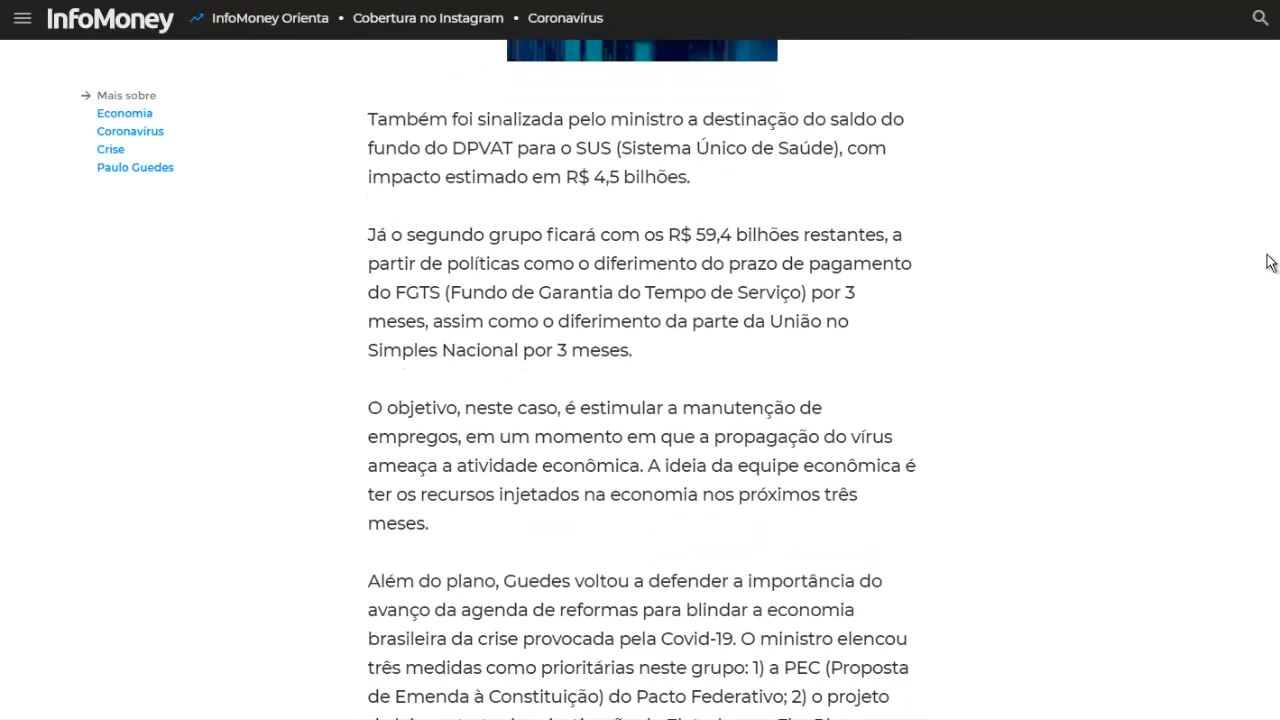 InfoMoney InfoMoney Orienta • Cobertura no Instagram • Coronavírus
Mais sobre
Economia
Coronavírus
Crise
Paulo Guedes
Também foi sinalizada pelo ministro a destinação do saldo do
fundo do DPVAT para o SUS (Sistema Único de Saúde), com
impacto estimado em R$ 4,5 bilhões.
Já o segundo grupo ficará com os R$ 59,4 bilhões restantes, a
partir de políticas como o diferimento do prazo de pagamento
do FGTS (Fundo de Garantia do Tempo de Serviço) por 3
meses, assim como o diferimento da parte da União no
Simples Nacional por 3 meses.
O objetivo, neste caso, é estimular a manutenção de
empregos, em um momento em que a propagação do vírus
ameaça a atividade econômica. A ideia da equipe econômica é
ter os recursos injetados na economia nos próximos três
meses.
Além do plano, Guedes voltou a defender a importância do
avanço da agenda de reformas para blindar a economia
brasileira da crise provocada pela Covid-19. O ministro elencou
três medidas como prioritárias neste grupo: 1) a PEC (Proposta
de Emenda à Constituição) do Pacto Federativo; 2) o projeto